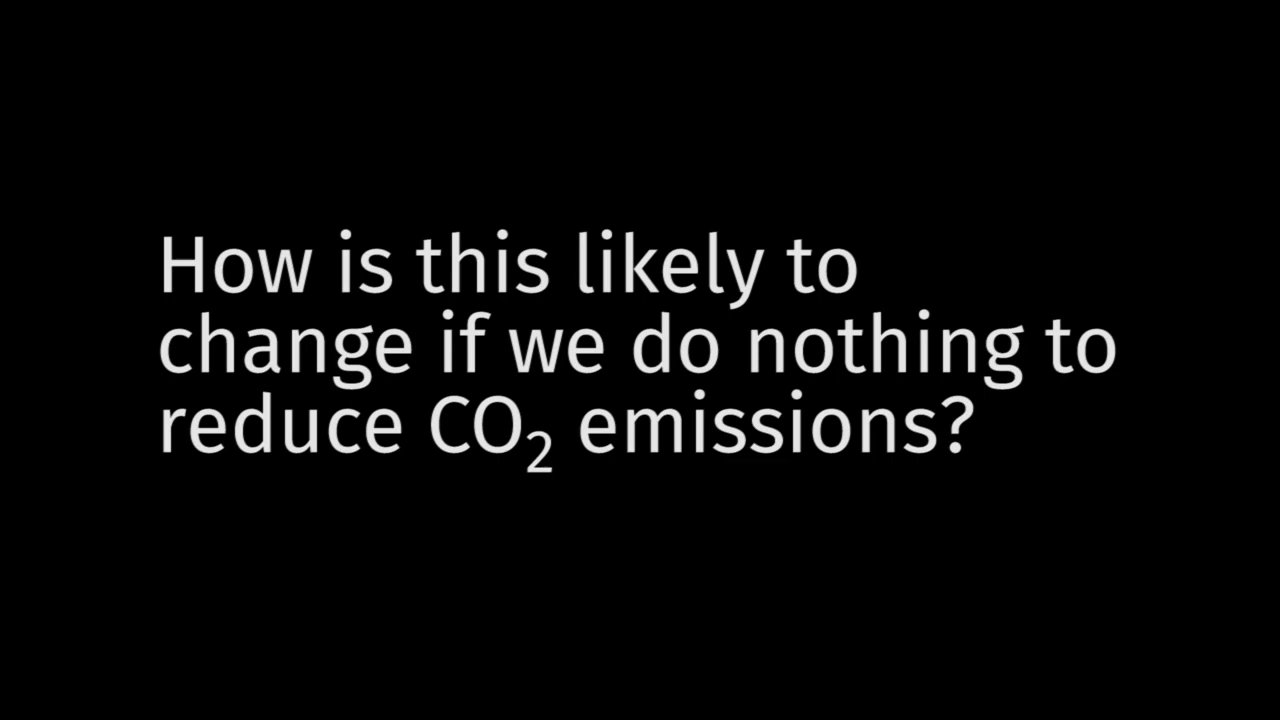 How is this likely to
change if we do nothing to
reduce CO₂ emissions?